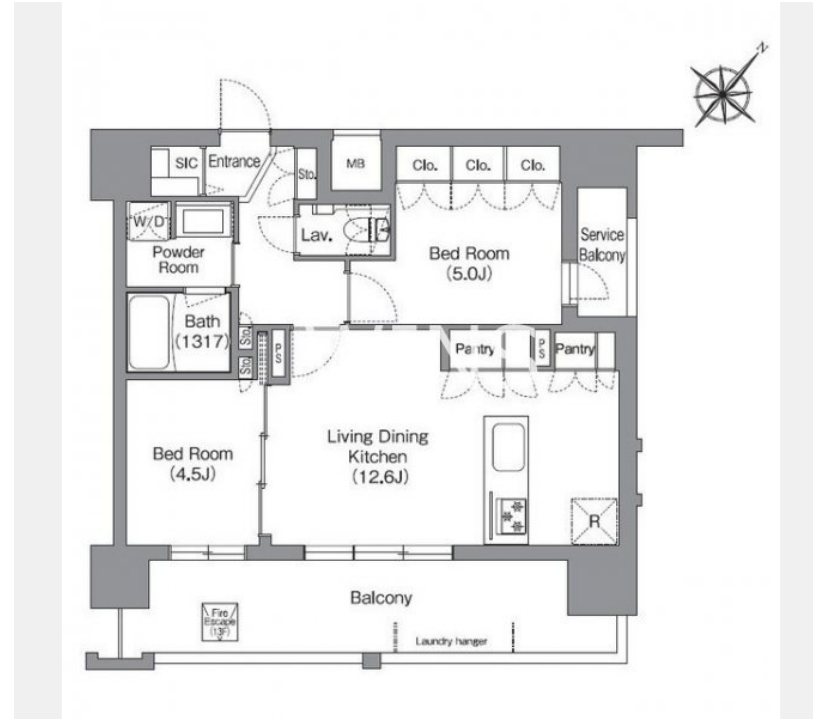 N
SIC
Entrance
Sto.
MB
Clo.
Clo.
Clo.
W/D
Lav.
Service
Balcony
Powder
Room
Bed Room
(5.0J)
Bath
(1317)
Sto.
PS
Pantry
PS
Pantry
Sto.
Bed Room
(4.5J)
Living Dining
Kitchen
(12.6J)
R
Balcony
Fire
Escape
(13F)
Laundry hanger